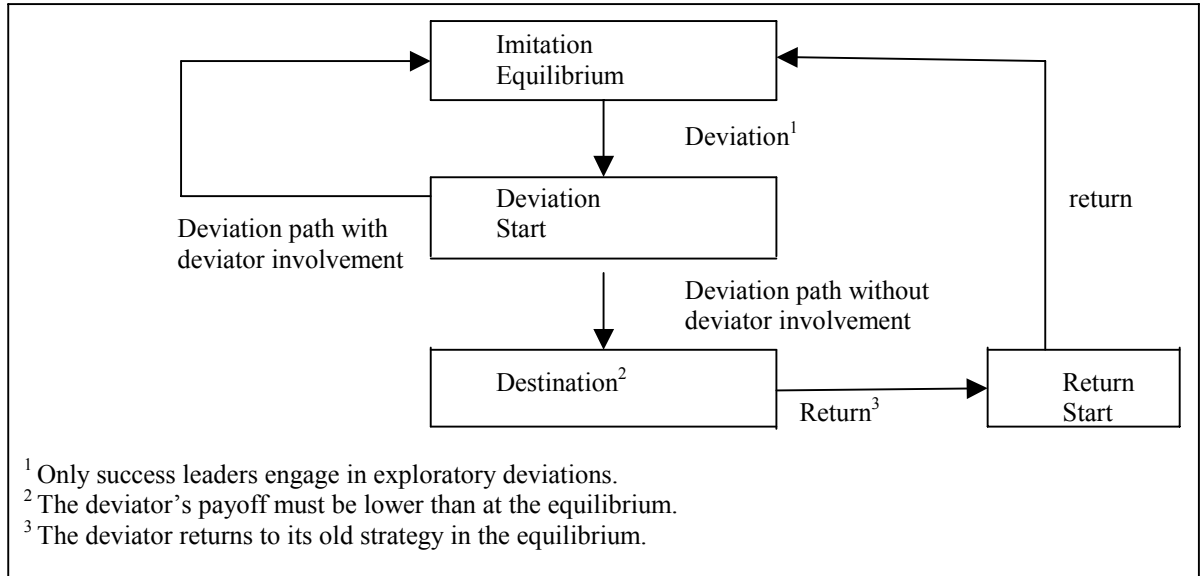 Imitation
Equilibrium
Deviation¹
Deviation
Start
return
Deviation path with
deviator involvement
Deviation path without
deviator involvement
Destination²
Return³
Return
Start
¹ Only success leaders engage in exploratory deviations.
² The deviator's payoff must be lower than at the equilibrium.
³ The deviator returns to its old strategy in the equilibrium.